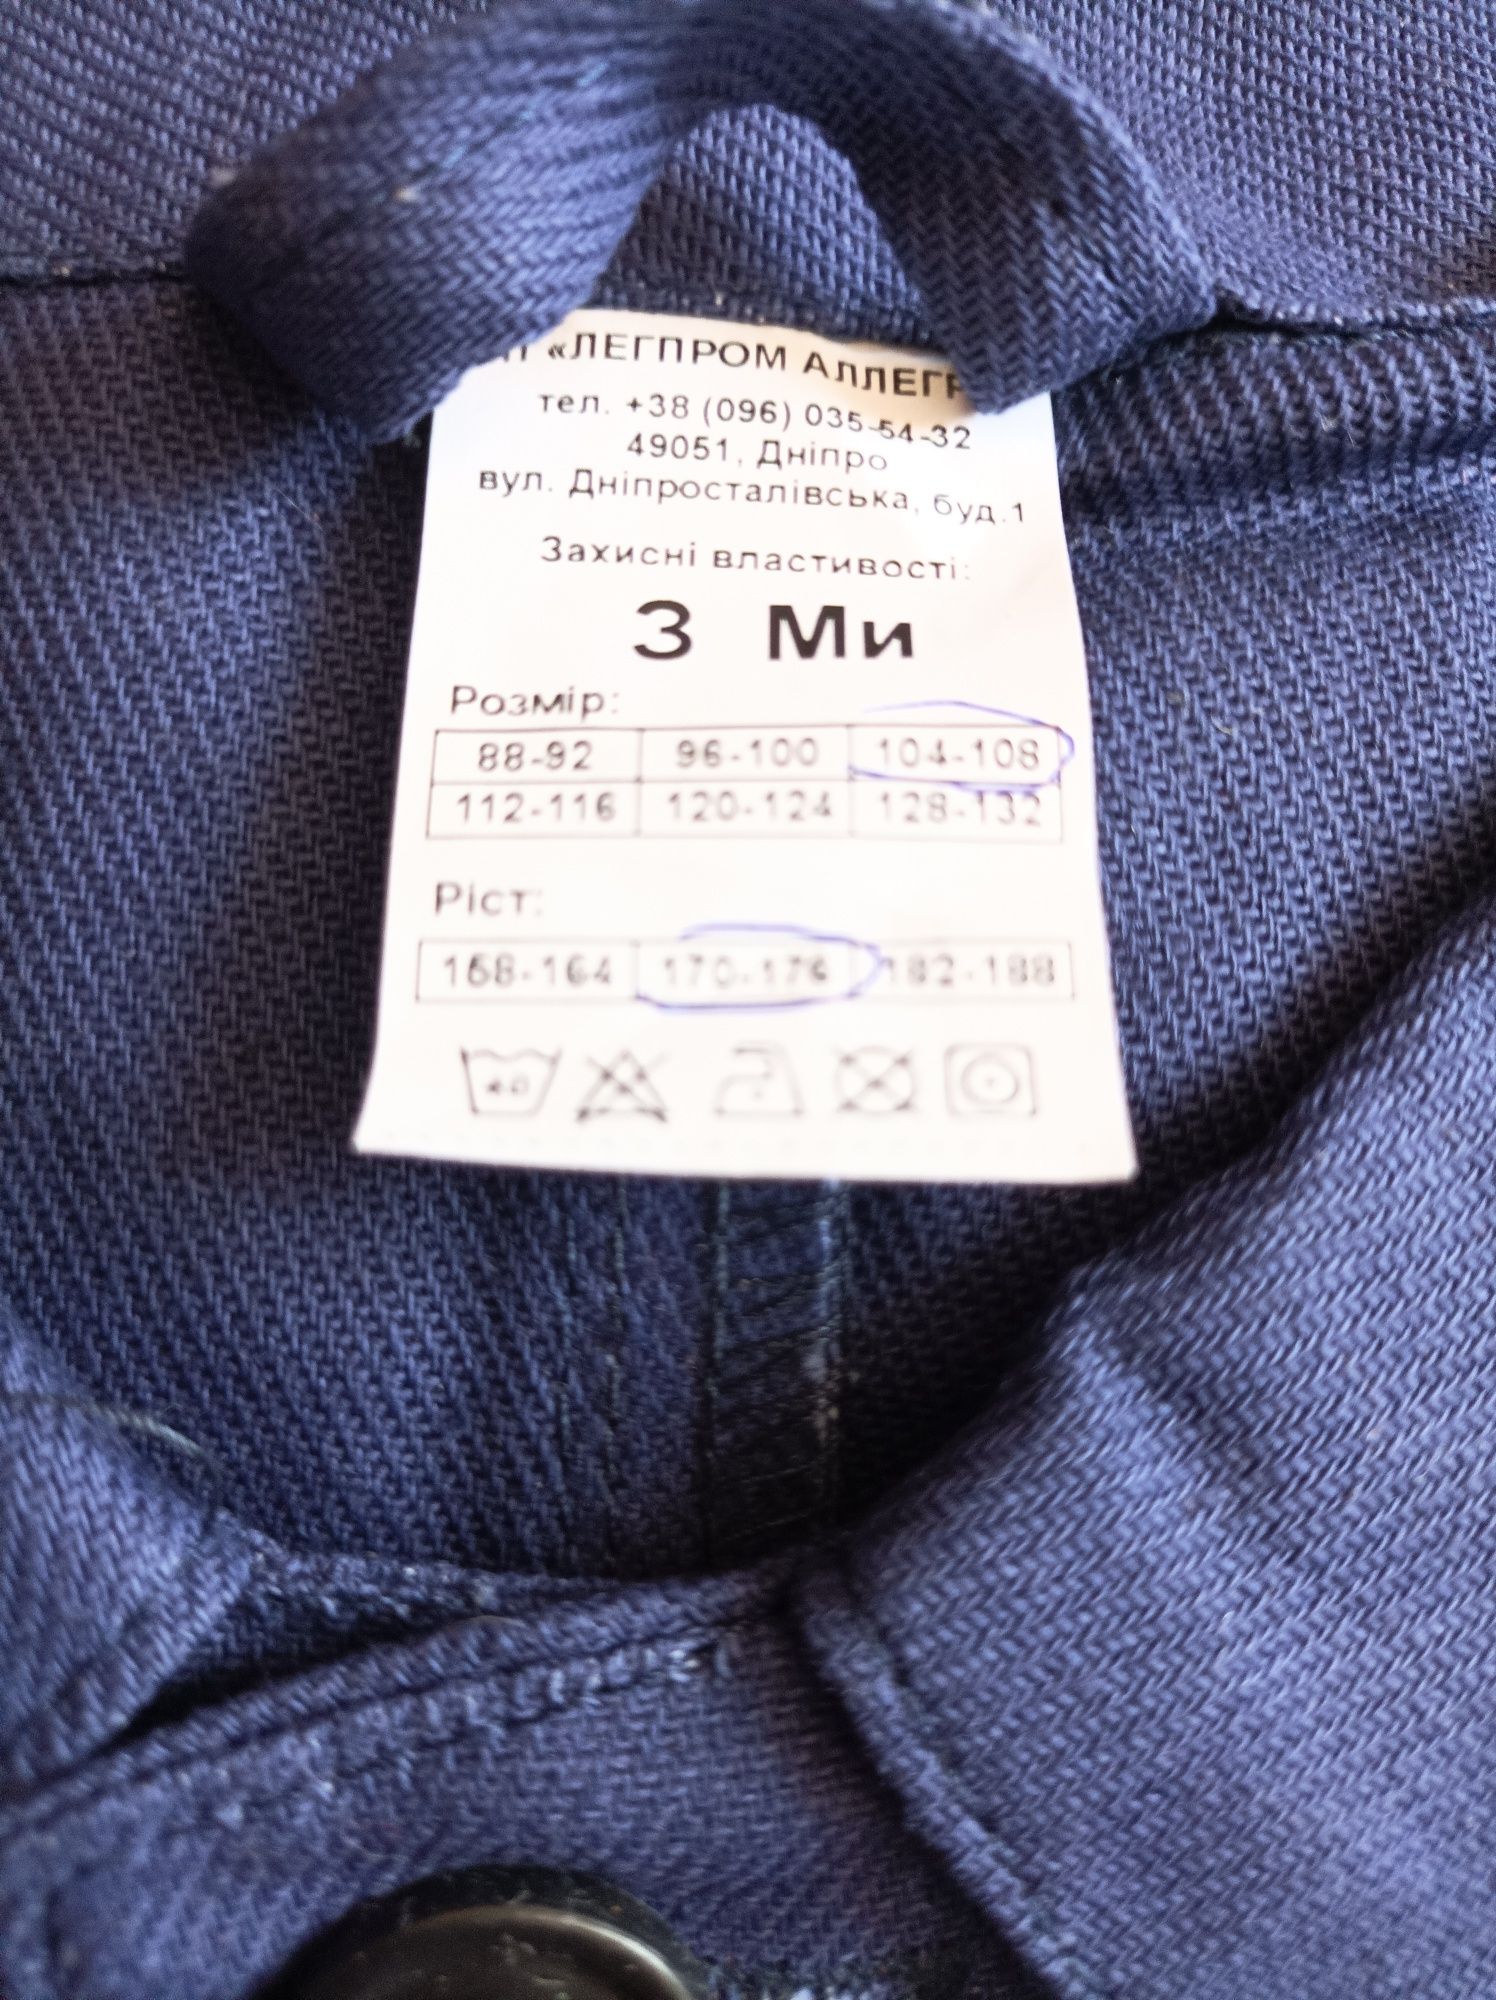 «ЛЕГПРОМ АЛЛЕГР
тел. +38 (096) 035-54-32
49051, Дніпро
вул. Дніпросталівська, буд.1
Захисні властивості:
З Ми
Розмір:
88-92 96-100 104-108
112-116 120-124 128-132
Ріст:
158-164 170-176 182-188
40